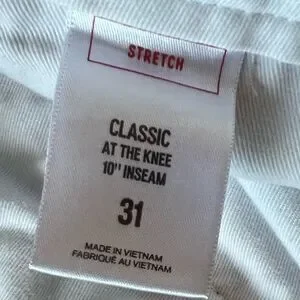 STRETCH
CLASSIC
AT THE KNEE
10" INSEAM
31
MADE IN VIETNAM
FABRIQUÉ AU VIETNAM